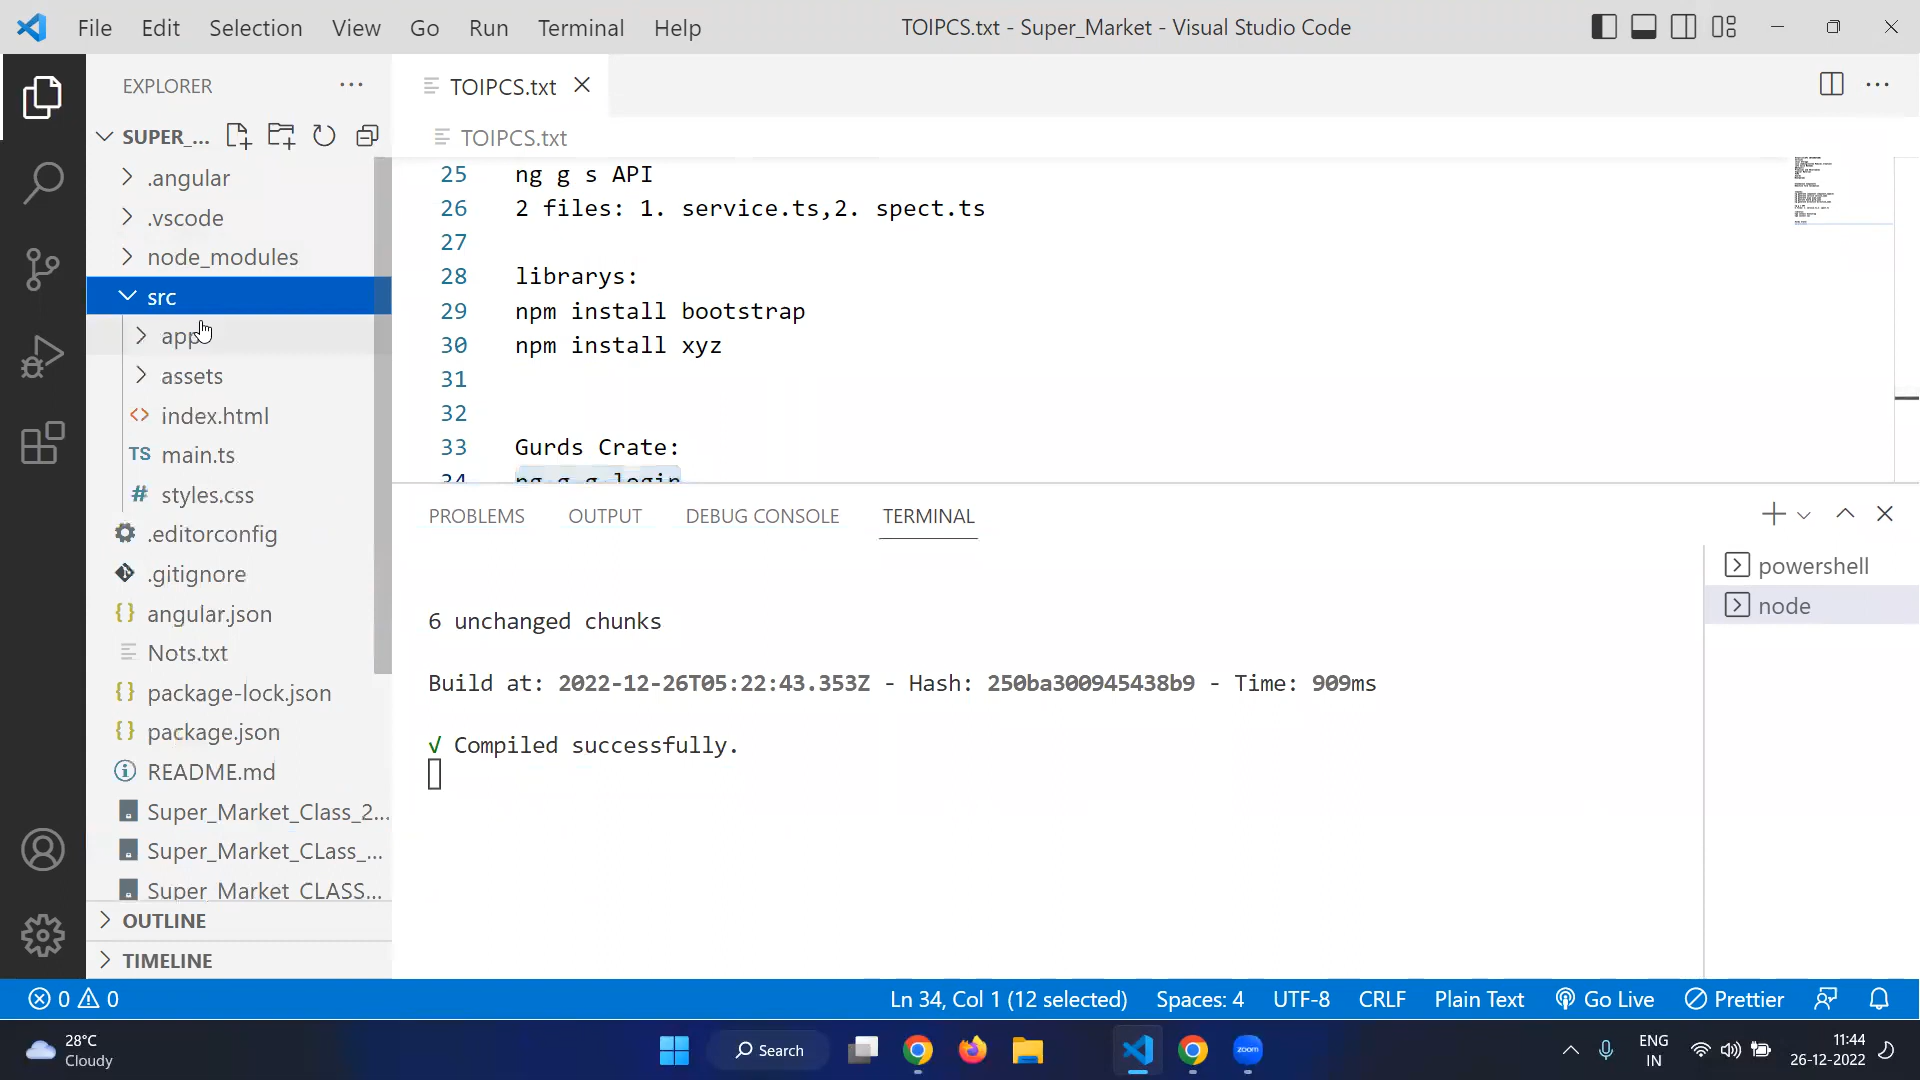 File Edit Selection View Go Run Terminal Help
TOIPCS.txt - Super_Market - Visual Studio Code
EXPLORER
SUPER_...
.angular
.vscode
node_modules
src
app
assets
index.html
TS main.ts
# styles.css
.editorconfig
.gitignore
{} angular.json
Nots.txt
{} package-lock.json
{} package.json
README.md
Super_Market_Class_2...
Super_Market_CLass_...
Super_Market_CLASS...
OUTLINE
TIMELINE
TOIPCS.txt
TOIPCS.txt
25 ng g s API
26 2 files: 1. service.ts,2. spect.ts
27
28 librarys:
29 npm install bootstrap
30 npm install xyz
31
32
33 Gurds Crate:
34 ng g g login
PROBLEMS OUTPUT DEBUG CONSOLE TERMINAL
6 unchanged chunks
Build at: 2022-12-26T05:22:43.353Z - Hash: 250ba300945438b9 - Time: 909ms
√ Compiled successfully.
powershell
node
0 0
Ln 34, Col 1 (12 selected) Spaces: 4 UTF-8 CRLF Plain Text Go Live Prettier
28°C
Cloudy
Search
zoom
ENG
IN
11:44
26-12-2022